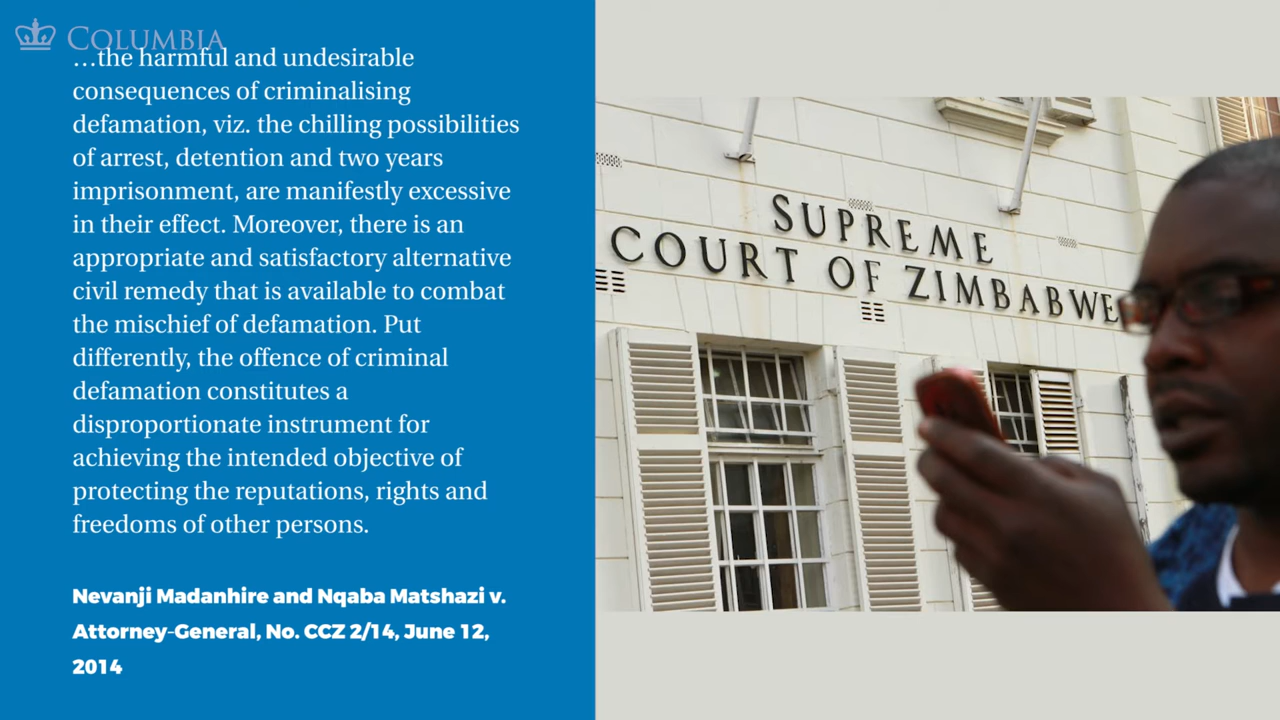 COLUMBIA
…the harmful and undesirable
consequences of criminalising
defamation, viz. the chilling possibilities
of arrest, detention and two years
imprisonment, are manifestly excessive
in their effect. Moreover, there is an
appropriate and satisfactory alternative
civil remedy that is available to combat
the mischief of defamation. Put
differently, the offence of criminal
defamation constitutes a
disproportionate instrument for
achieving the intended objective of
protecting the reputations, rights and
freedoms of other persons.
Nevanji Madanhire and Nqaba Matshazi v.
Attorney-General, No. CCZ 2/14, June 12,
2014
SUPREME
COURT OF ZIMBABWE